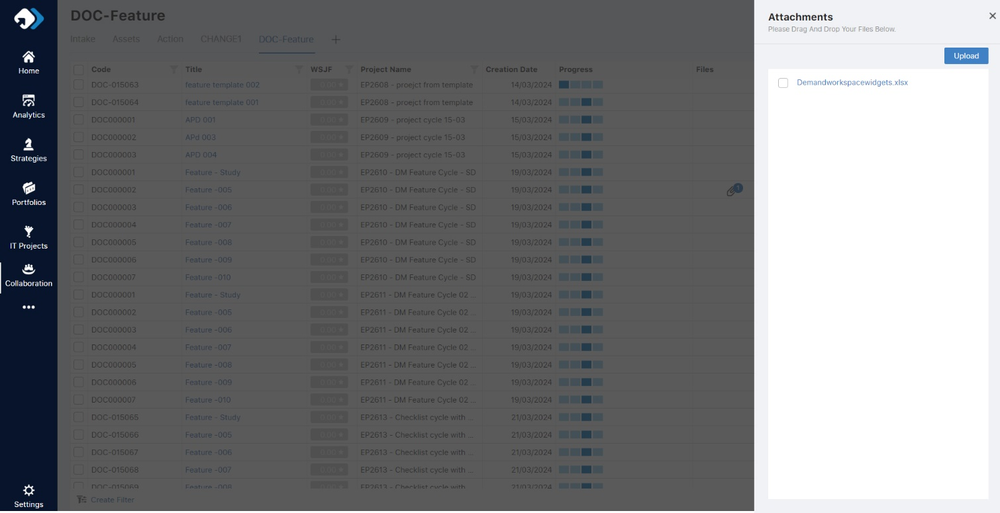 DOC-Feature
Attachments
Please Drag And Drop Your Files Below.
Intake Assets Action CHANGE1 DOC-Feature
Upload
Home
Analytics
Strategies
Portfolios
IT Projects
Collaboration
Settings
Code Title WSJF Project Name Creation Date Progress Files
DOC-015063 feature template 002 0.00 EP2608 - proejct from template 14/03/2024
DOC-015064 feature template 001 0.00 EP2608 - proejct from template 14/03/2024
DOC000001 APD 001 0.00 EP2609 - project cycle 15-03 15/03/2024
DOC000002 APd 003 0.00 EP2609 - project cycle 15-03 15/03/2024
DOC000003 APD 004 0.00 EP2609 - project cycle 15-03 15/03/2024
DOC000001 Feature - Study 0.00 EP2610 - DM Feature Cycle - SD 19/03/2024
DOC000002 Feature -005 0.00 EP2610 - DM Feature Cycle - SD 19/03/2024 1
DOC000003 Feature -006 0.00 EP2610 - DM Feature Cycle - SD 19/03/2024
DOC000004 Feature -007 0.00 EP2610 - DM Feature Cycle - SD 19/03/2024
DOC000005 Feature -008 0.00 EP2610 - DM Feature Cycle - SD 19/03/2024
DOC000006 Feature -009 0.00 EP2610 - DM Feature Cycle - SD 19/03/2024
DOC000007 Feature -010 0.00 EP2610 - DM Feature Cycle - SD 19/03/2024
DOC000001 Feature - Study 0.00 EP2611 - DM Feature Cycle 02 ... 19/03/2024
DOC000002 Feature -005 0.00 EP2611 - DM Feature Cycle 02 ... 19/03/2024
DOC000003 Feature -006 0.00 EP2611 - DM Feature Cycle 02 ... 19/03/2024
DOC000004 Feature -007 0.00 EP2611 - DM Feature Cycle 02 ... 19/03/2024
DOC000005 Feature -008 0.00 EP2611 - DM Feature Cycle 02 ... 19/03/2024
DOC000006 Feature -009 0.00 EP2611 - DM Feature Cycle 02 ... 19/03/2024
DOC000007 Feature -010 0.00 EP2611 - DM Feature Cycle 02 ... 19/03/2024
DOC-015065 Feature - Study 0.00 EP2613 - Checklist cycle with ... 21/03/2024
DOC-015066 Feature -005 0.00 EP2613 - Checklist cycle with ... 21/03/2024
DOC-015067 Feature -006 0.00 EP2613 - Checklist cycle with ... 21/03/2024
DOC-015068 Feature -007 0.00 EP2613 - Checklist cycle with ... 21/03/2024
DOC-015069 Feature -008 0.00 EP2613 - Checklist cycle with ... 21/03/2024
Create Filter
Demandworkspacewidgets.xlsx